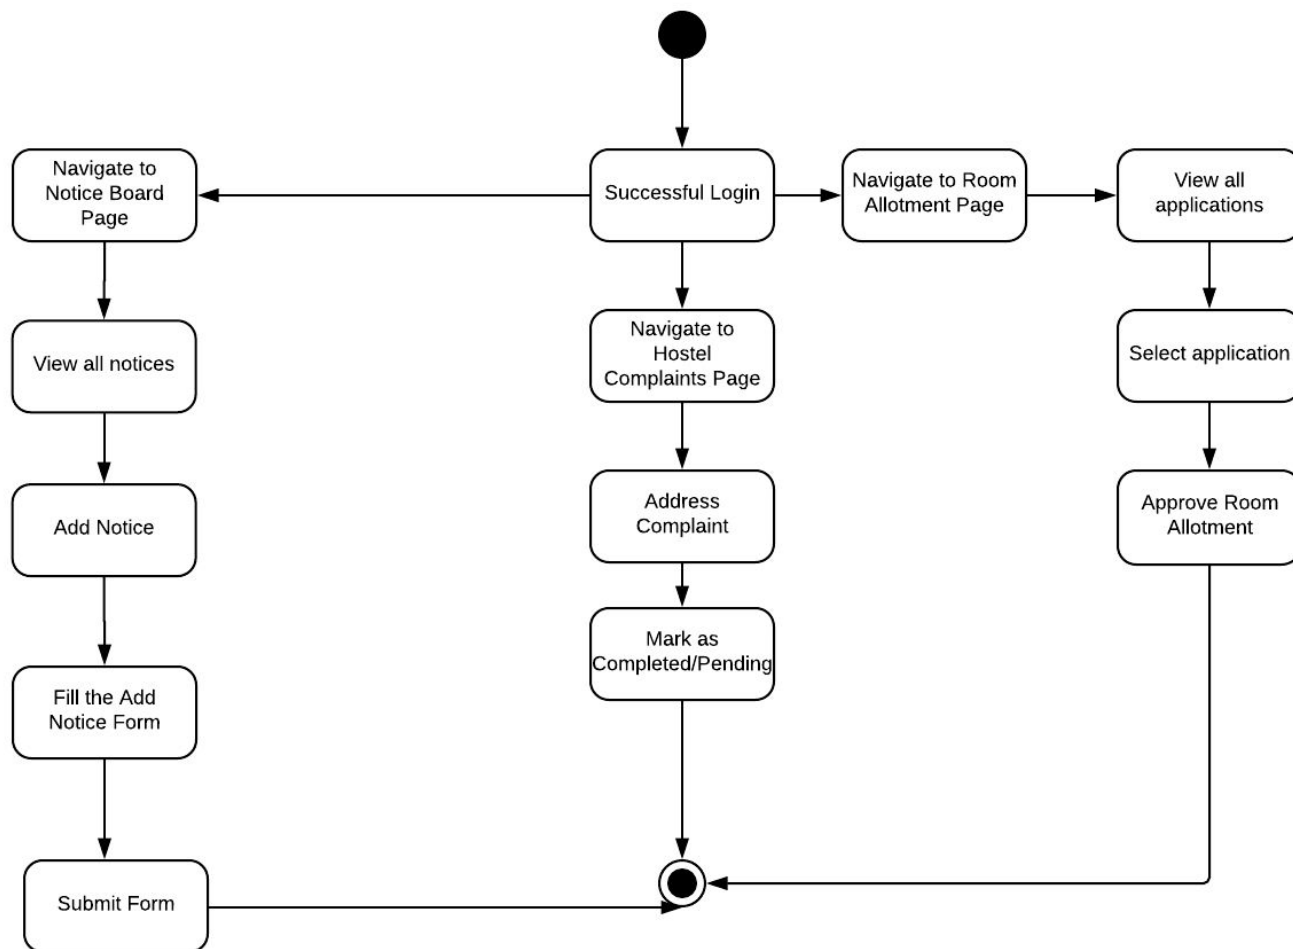 Navigate to
Notice Board
Page
Successful Login
Navigate to Room
Allotment Page
View all
applications
View all notices
Navigate to
Hostel
Complaints Page
Select application
Add Notice
Address
Complaint
Approve Room
Allotment
Mark as
Completed/Pending
Fill the Add
Notice Form
Submit Form